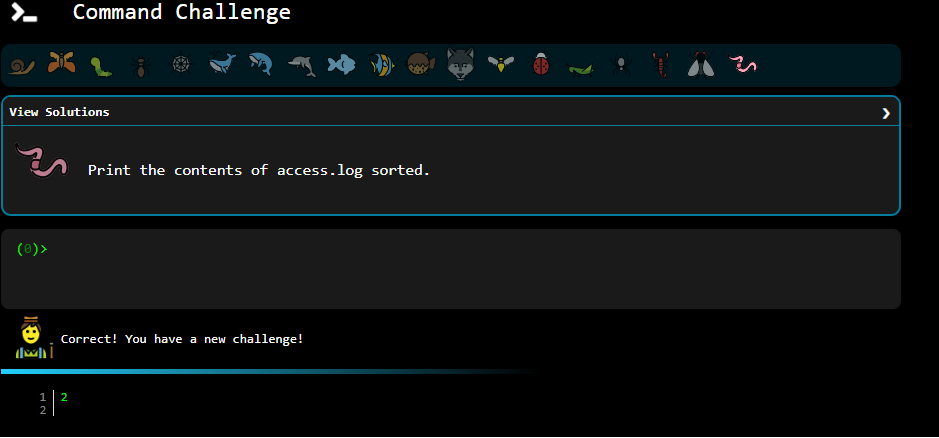 Command Challenge
View Solutions
Print the contents of access.log sorted.
(0)>
Correct! You have a new challenge!
1 2
2